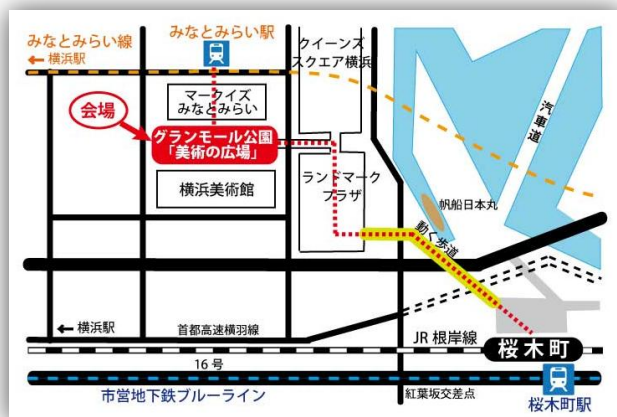 みなとみらい線
← 横浜駅
みなとみらい駅
クイーンズ
スクエア横浜
マークイズ
みなとみらい
会場
グランモール公園
「美術の広場」
横浜美術館
ランドマーク
プラザ
汽車道
帆船日本丸
動く歩道
← 横浜駅
首都高速横羽線
JR 根岸線
桜木町
16 号
市営地下鉄ブルーライン
紅葉坂交差点
桜木町駅